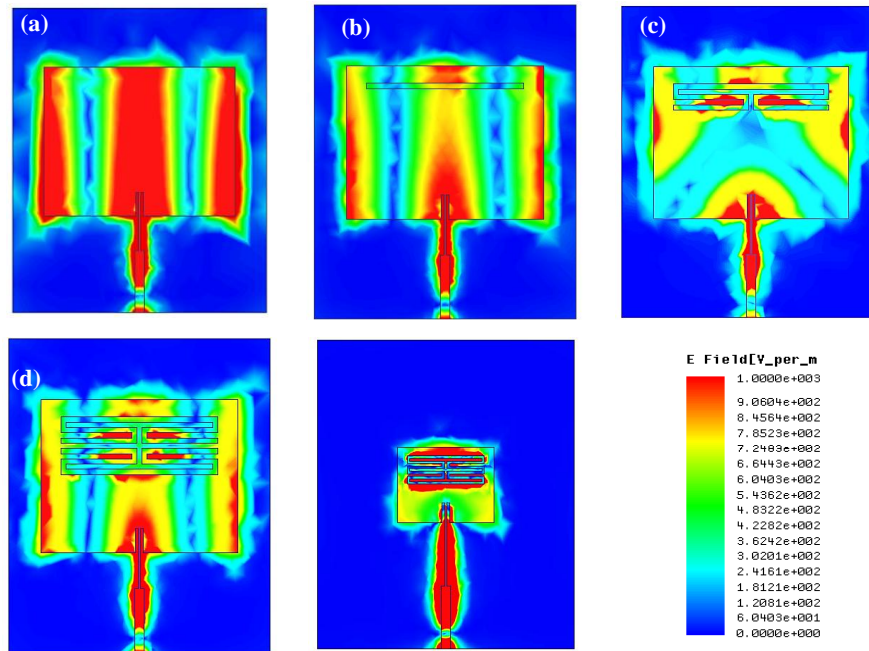 (a)
(b)
(c)
(d)
E Field[V_per_m
1.0000e+003
9.0604e+002
8.4564e+002
7.8523e+002
7.2483e+002
6.6443e+002
6.0403e+002
5.4362e+002
4.8322e+002
4.2282e+002
3.6242e+002
3.0201e+002
2.4161e+002
1.8121e+002
1.2081e+002
6.0403e+001
0.0000e+000